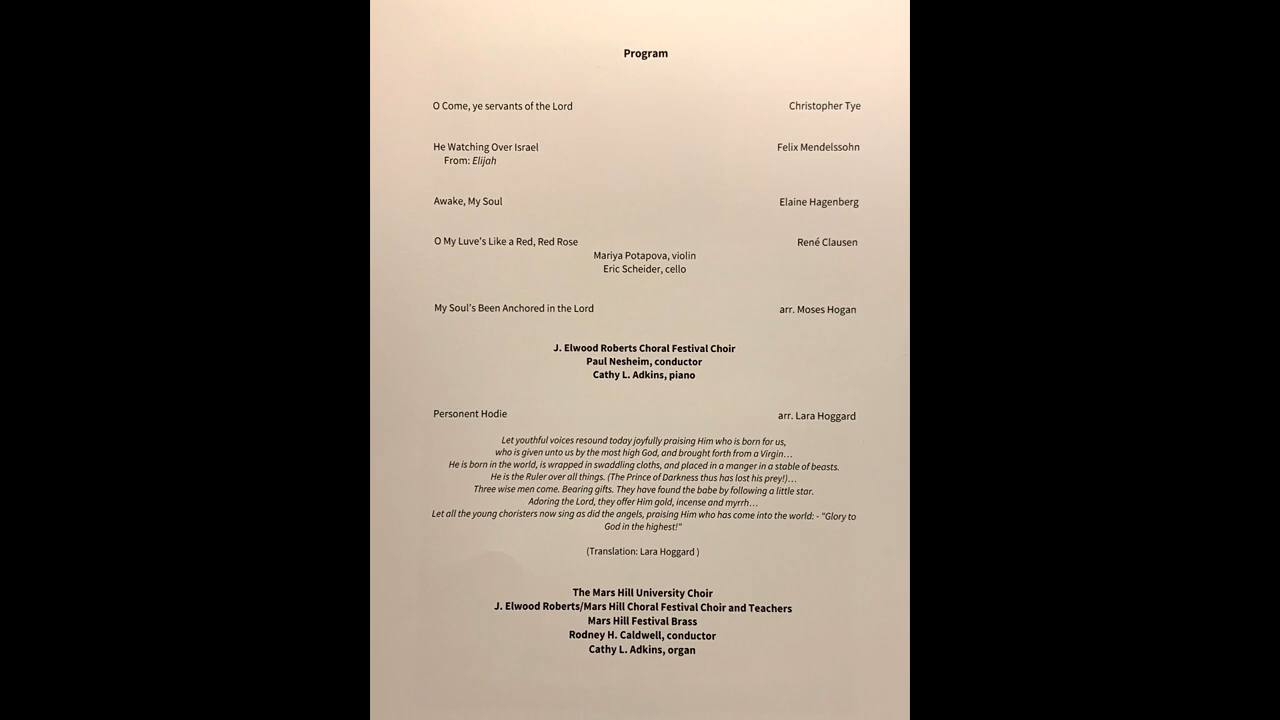 Program
O Come, ye servants of the Lord Christopher Tye
He Watching Over Israel Felix Mendelssohn
From: Elijah
Awake, My Soul Elaine Hagenberg
O My Luve's Like a Red, Red Rose René Clausen
Mariya Potapova, violin
Eric Scheider, cello
My Soul's Been Anchored in the Lord arr. Moses Hogan
J. Elwood Roberts Choral Festival Choir
Paul Nesheim, conductor
Cathy L. Adkins, piano
Personent Hodie arr. Lara Hoggard
Let youthful voices resound today joyfully praising Him who is born for us,
who is given unto us by the most high God, and brought forth from a Virgin…
He is born in the world, is wrapped in swaddling cloths, and placed in a manger in a stable of beasts.
He is the Ruler over all things. (The Prince of Darkness thus has lost his prey!)…
Three wise men come. Bearing gifts. They have found the babe by following a little star.
Adoring the Lord, they offer Him gold, incense and myrrh…
Let all the young choristers now sing as did the angels, praising Him who has come into the world: - "Glory to
God in the highest!"
(Translation: Lara Hoggard )
The Mars Hill University Choir
J. Elwood Roberts/Mars Hill Choral Festival Choir and Teachers
Mars Hill Festival Brass
Rodney H. Caldwell, conductor
Cathy L. Adkins, organ